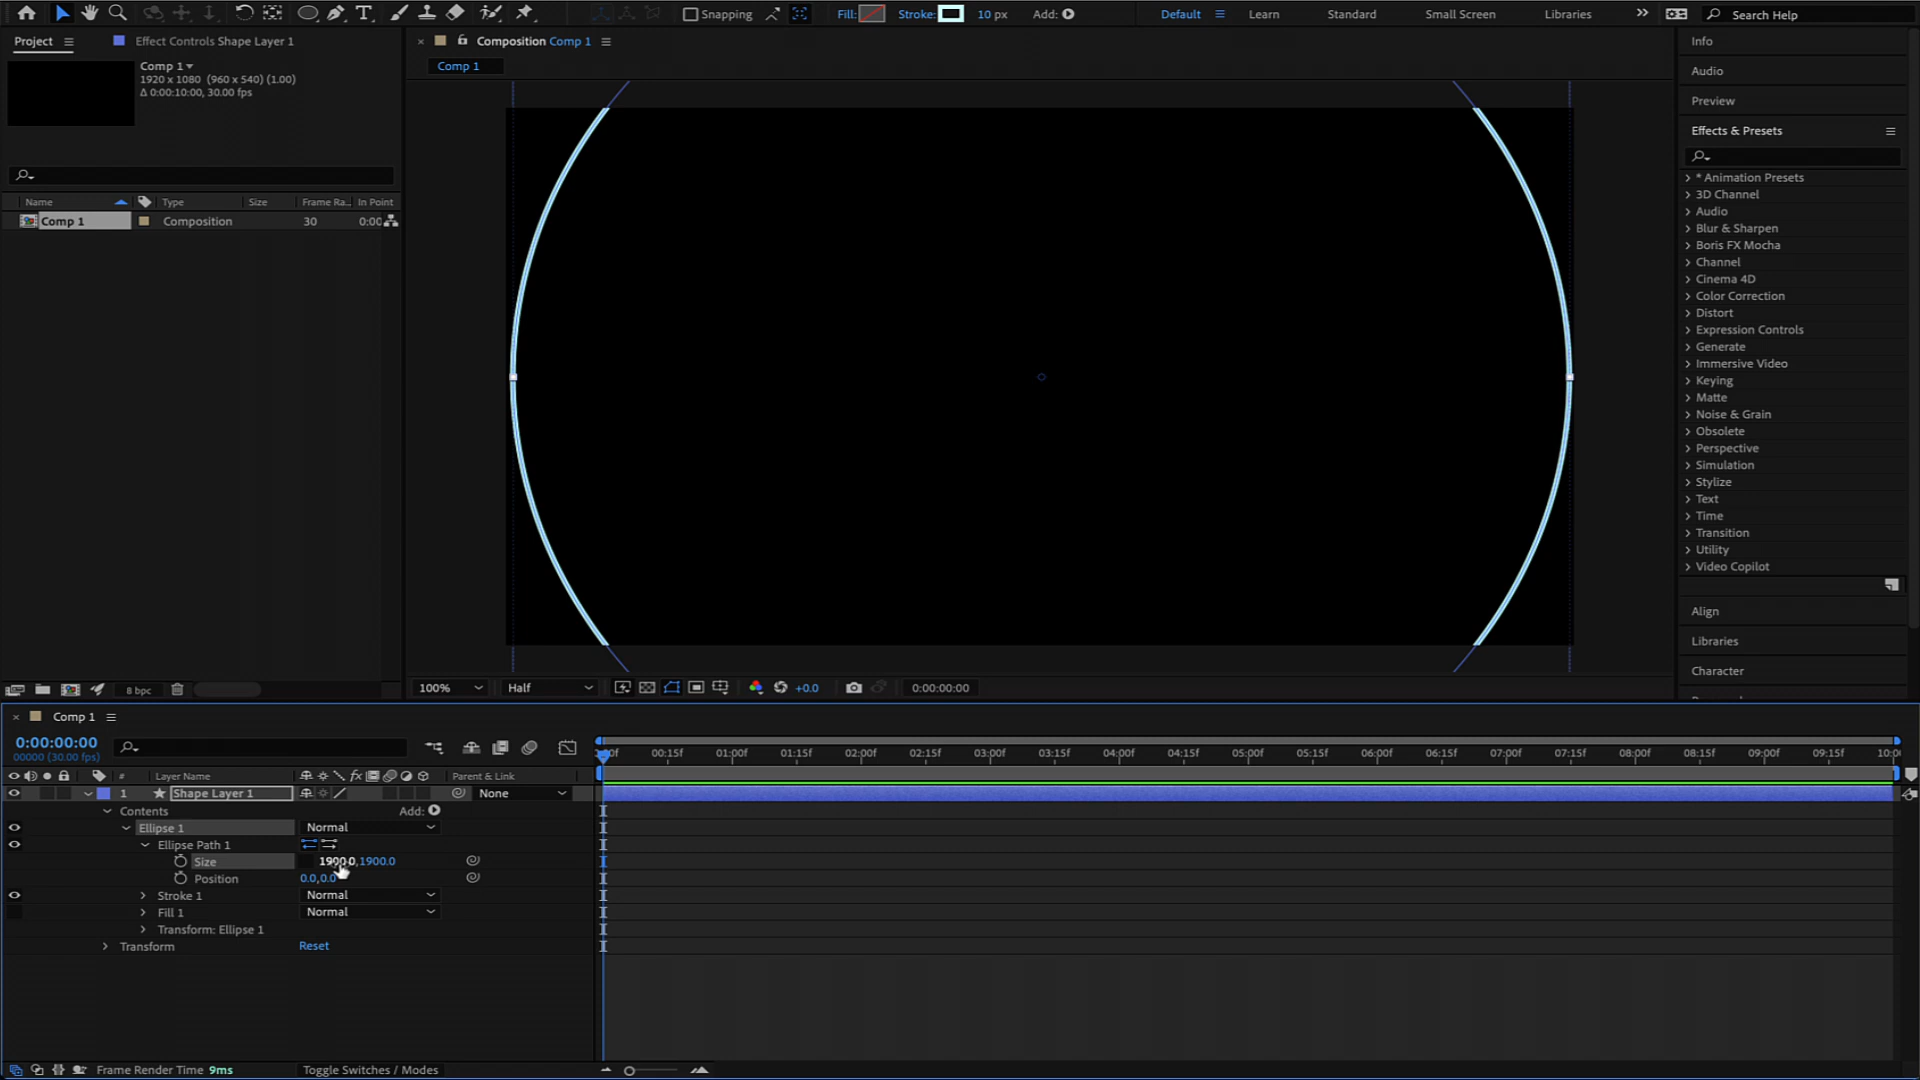 Snapping
Fill:
Stroke:
10 px
Add:
Default
Learn
Standard
Small Screen
Libraries
Search Help
Project
Effect Controls Shape Layer 1
Composition Comp 1
Comp 1
Comp 1
1920 x 1080 (960 x 540) (1.00)
Δ 0:00:10:00, 30.00 fps
Name
Type
Size
Frame Ra...
In Point
Comp 1
Composition
30
0:00
8 bpc
100%
Half
+0.0
0:00:00:00
Info
Audio
Preview
Effects & Presets
* Animation Presets
3D Channel
Audio
Blur & Sharpen
Boris FX Mocha
Channel
Cinema 4D
Color Correction
Distort
Expression Controls
Generate
Immersive Video
Keying
Matte
Noise & Grain
Obsolete
Perspective
Simulation
Stylize
Text
Time
Transition
Utility
Video Copilot
Align
Libraries
Character
Comp 1
0:00:00:00
00000 (30.00 fps)
00:15f
01:00f
01:15f
02:00f
02:15f
03:00f
03:15f
04:00f
04:15f
05:00f
05:15f
06:00f
06:15f
07:00f
07:15f
08:00f
08:15f
09:00f
09:15f
10:0
#
Layer Name
fx
Parent & Link
1
Shape Layer 1
None
Contents
Add:
Ellipse 1
Normal
Ellipse Path 1
Size
1900.0,1900.0
Position
0.0,0.0
Stroke 1
Normal
Fill 1
Normal
Transform: Ellipse 1
Transform
Reset
Frame Render Time 9ms
Toggle Switches / Modes